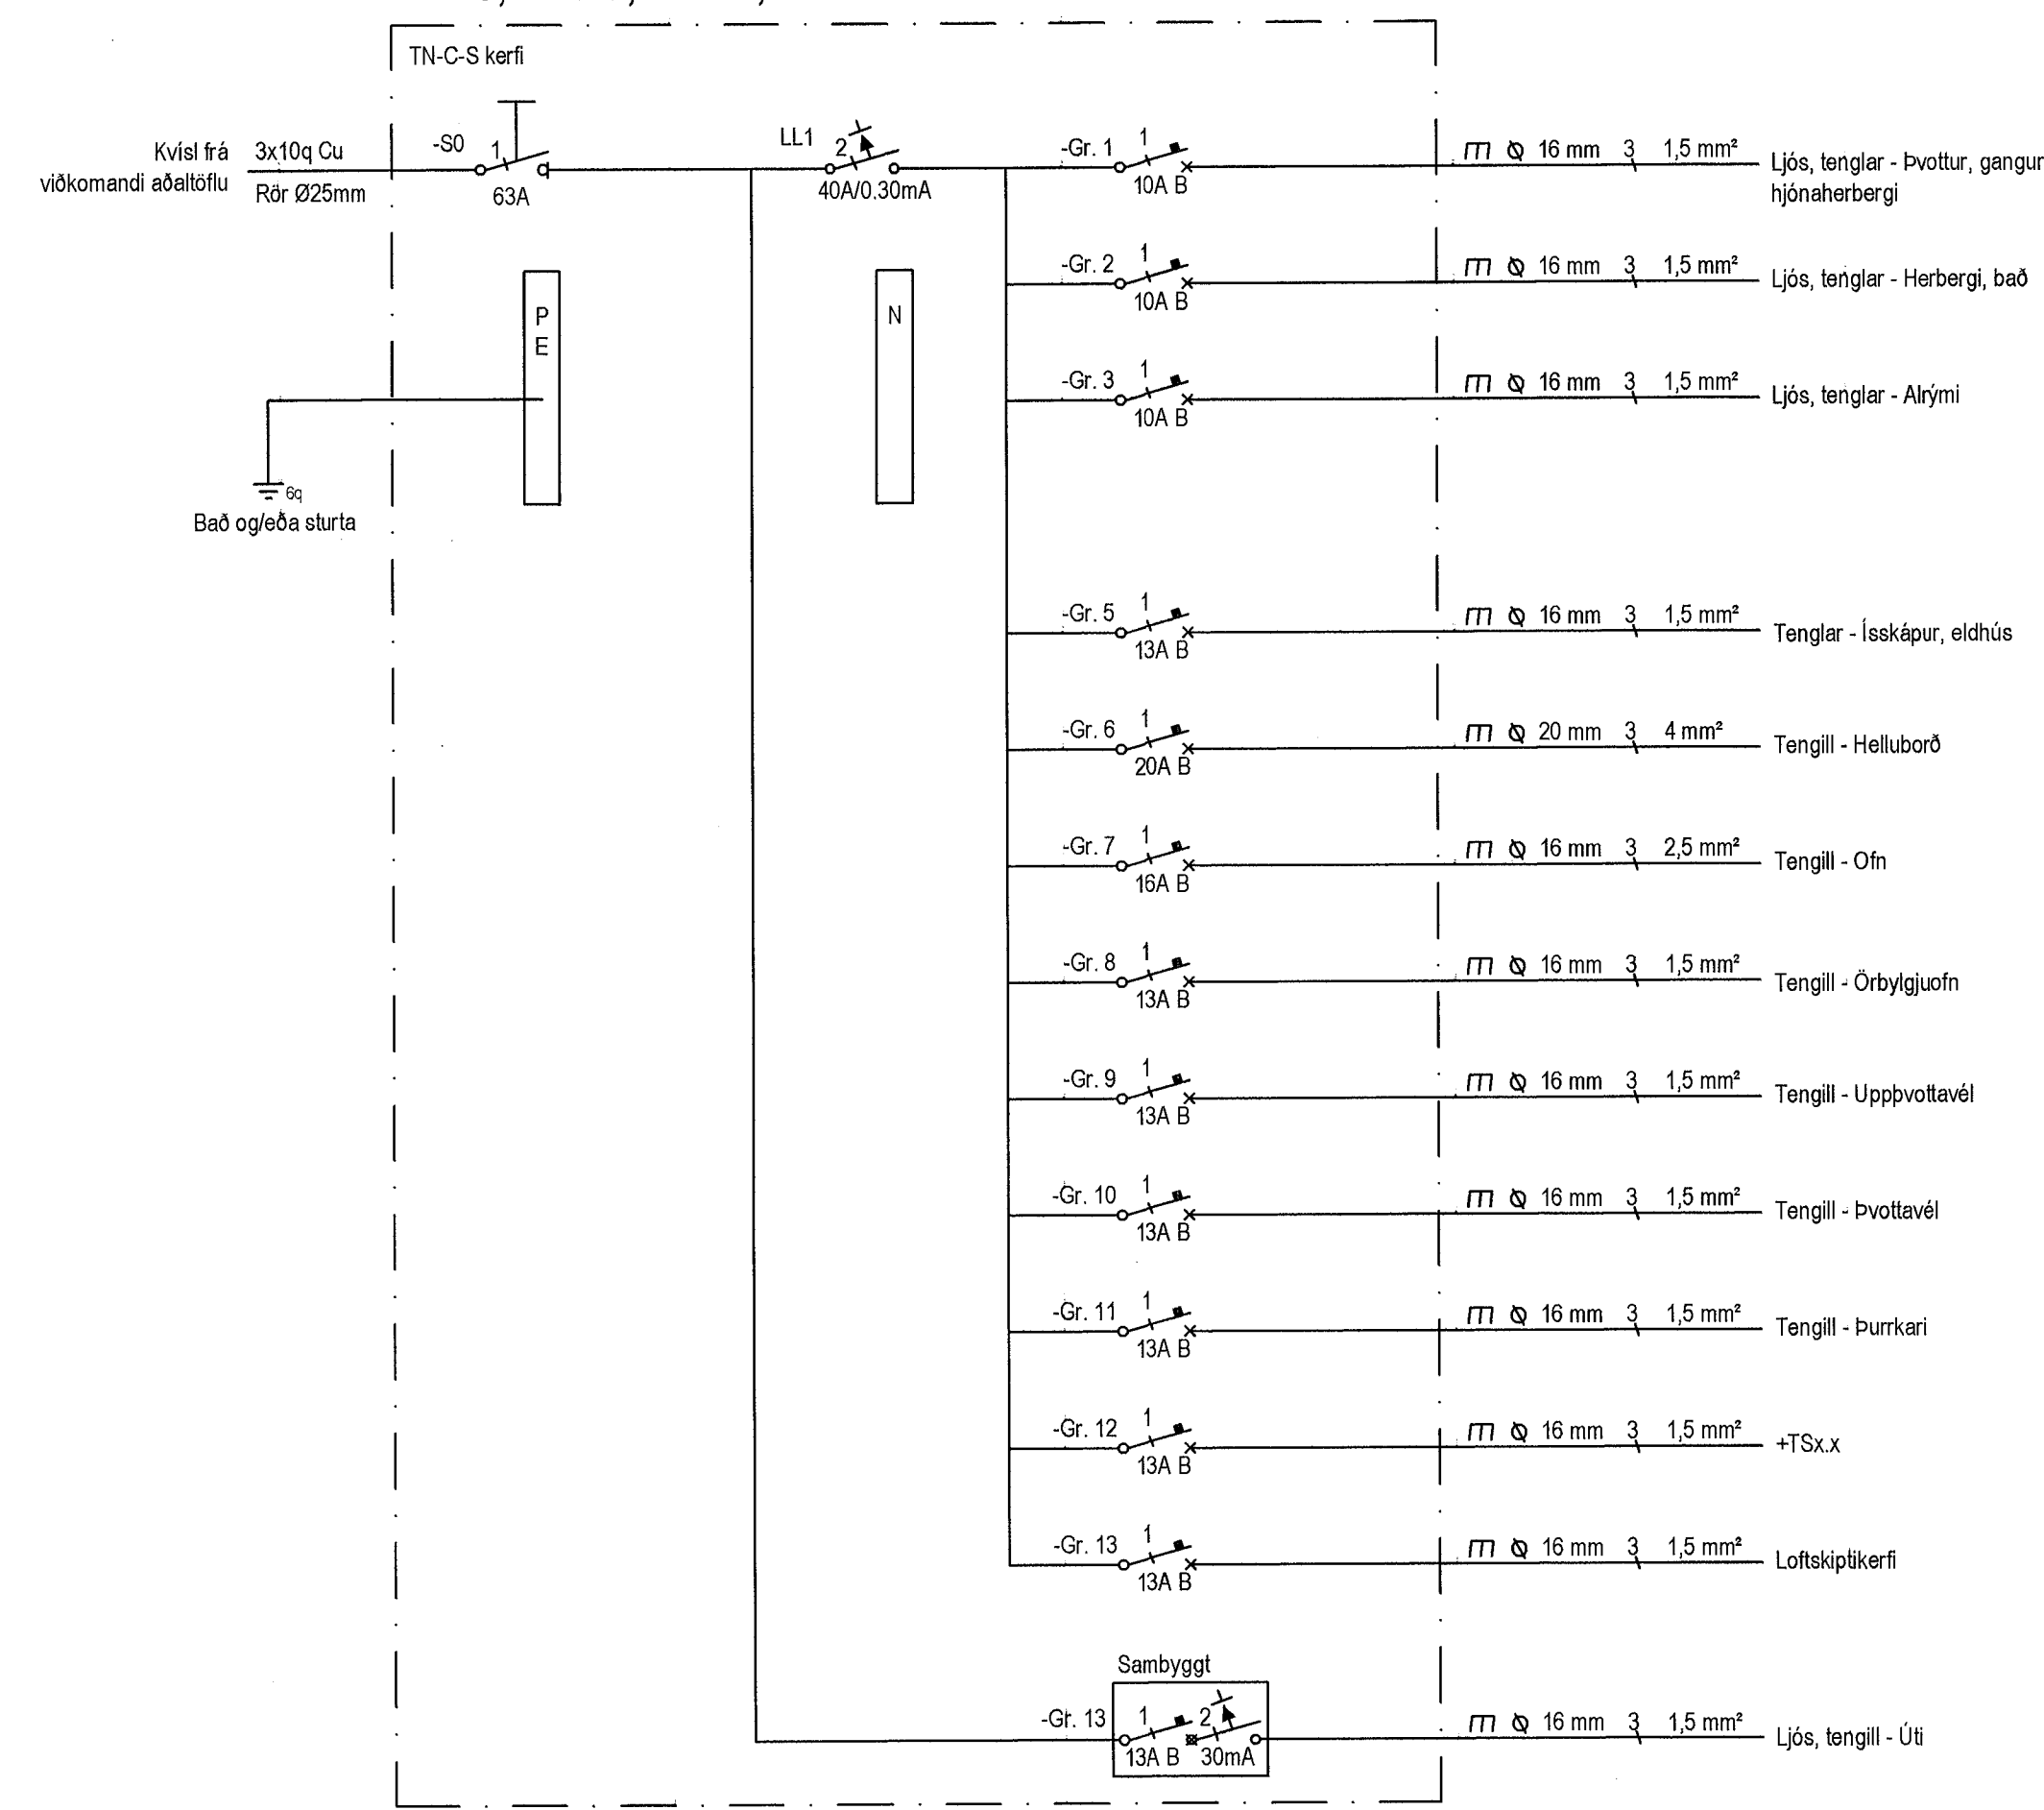 TN-C-S kerfi
Kvísl frá
viðkomandi aðaltöflu
3x10q Cu
Rör Ø25mm
-S0
1
63A
LL1
2
40A/0.30mA
P
E
N
6q
Bað og/eða sturta
-Gr. 1 1 10A B
16 mm 3 1,5 mm²
Ljós, tenglar - Þvottur, gangur
hjónaherbergi
-Gr. 2 1 10A B
16 mm 3 1,5 mm²
Ljós, tenglar - Herbergi, bað
-Gr. 3 1 10A B
16 mm 3 1,5 mm²
Ljós, tenglar - Alrými
-Gr. 5 1 13A B
16 mm 3 1,5 mm²
Tenglar - Ísskápur, eldhús
-Gr. 6 1 20A B
20 mm 3 4 mm²
Tengill - Helluborð
-Gr. 7 1 16A B
16 mm 3 2,5 mm²
Tengill - Ofn
-Gr. 8 1 13A B
16 mm 3 1,5 mm²
Tengill - Örbylgjuofn
-Gr. 9 1 13A B
16 mm 3 1,5 mm²
Tengill - Uppþvottavél
-Gr. 10 1 13A B
16 mm 3 1,5 mm²
Tengill - Þvottavél
-Gr. 11 1 13A B
16 mm 3 1,5 mm²
Tengill - Þurrkari
-Gr. 12 1 13A B
16 mm 3 1,5 mm²
+TSx.x
-Gr. 13 1 13A B
16 mm 3 1,5 mm²
Loftskiptikerfi
Sambyggt
-Gr. 13 1 2
13A B 30mA
16 mm 3 1,5 mm²
Ljós, tengill - Úti